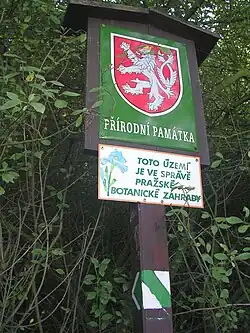 PŘÍRODNÍ PAMÁTKA
TOTO ÚZEMÍ
JE VE SPRÁVĚ
PRAŽSKÉ
BOTANICKÉ ZAHRADY